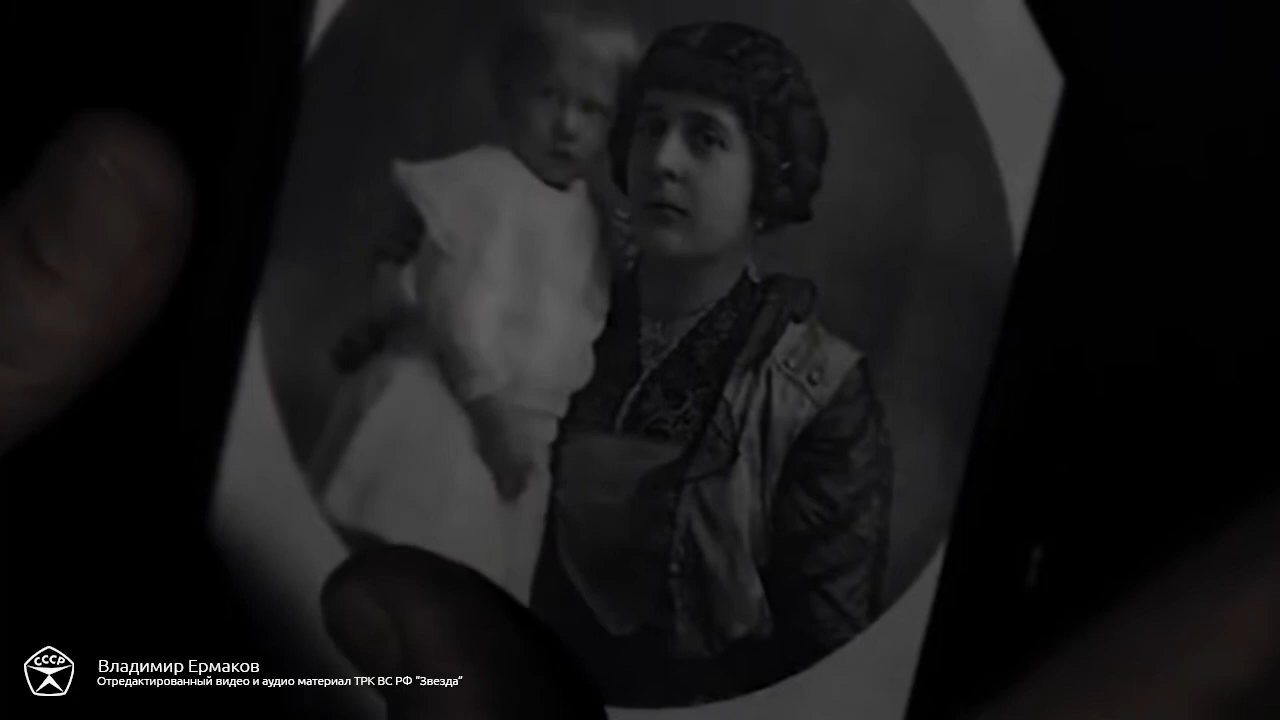 СССР
Владимир Ермаков
Отредактированный видео и аудио материал ТРК ВС РФ "Звезда"